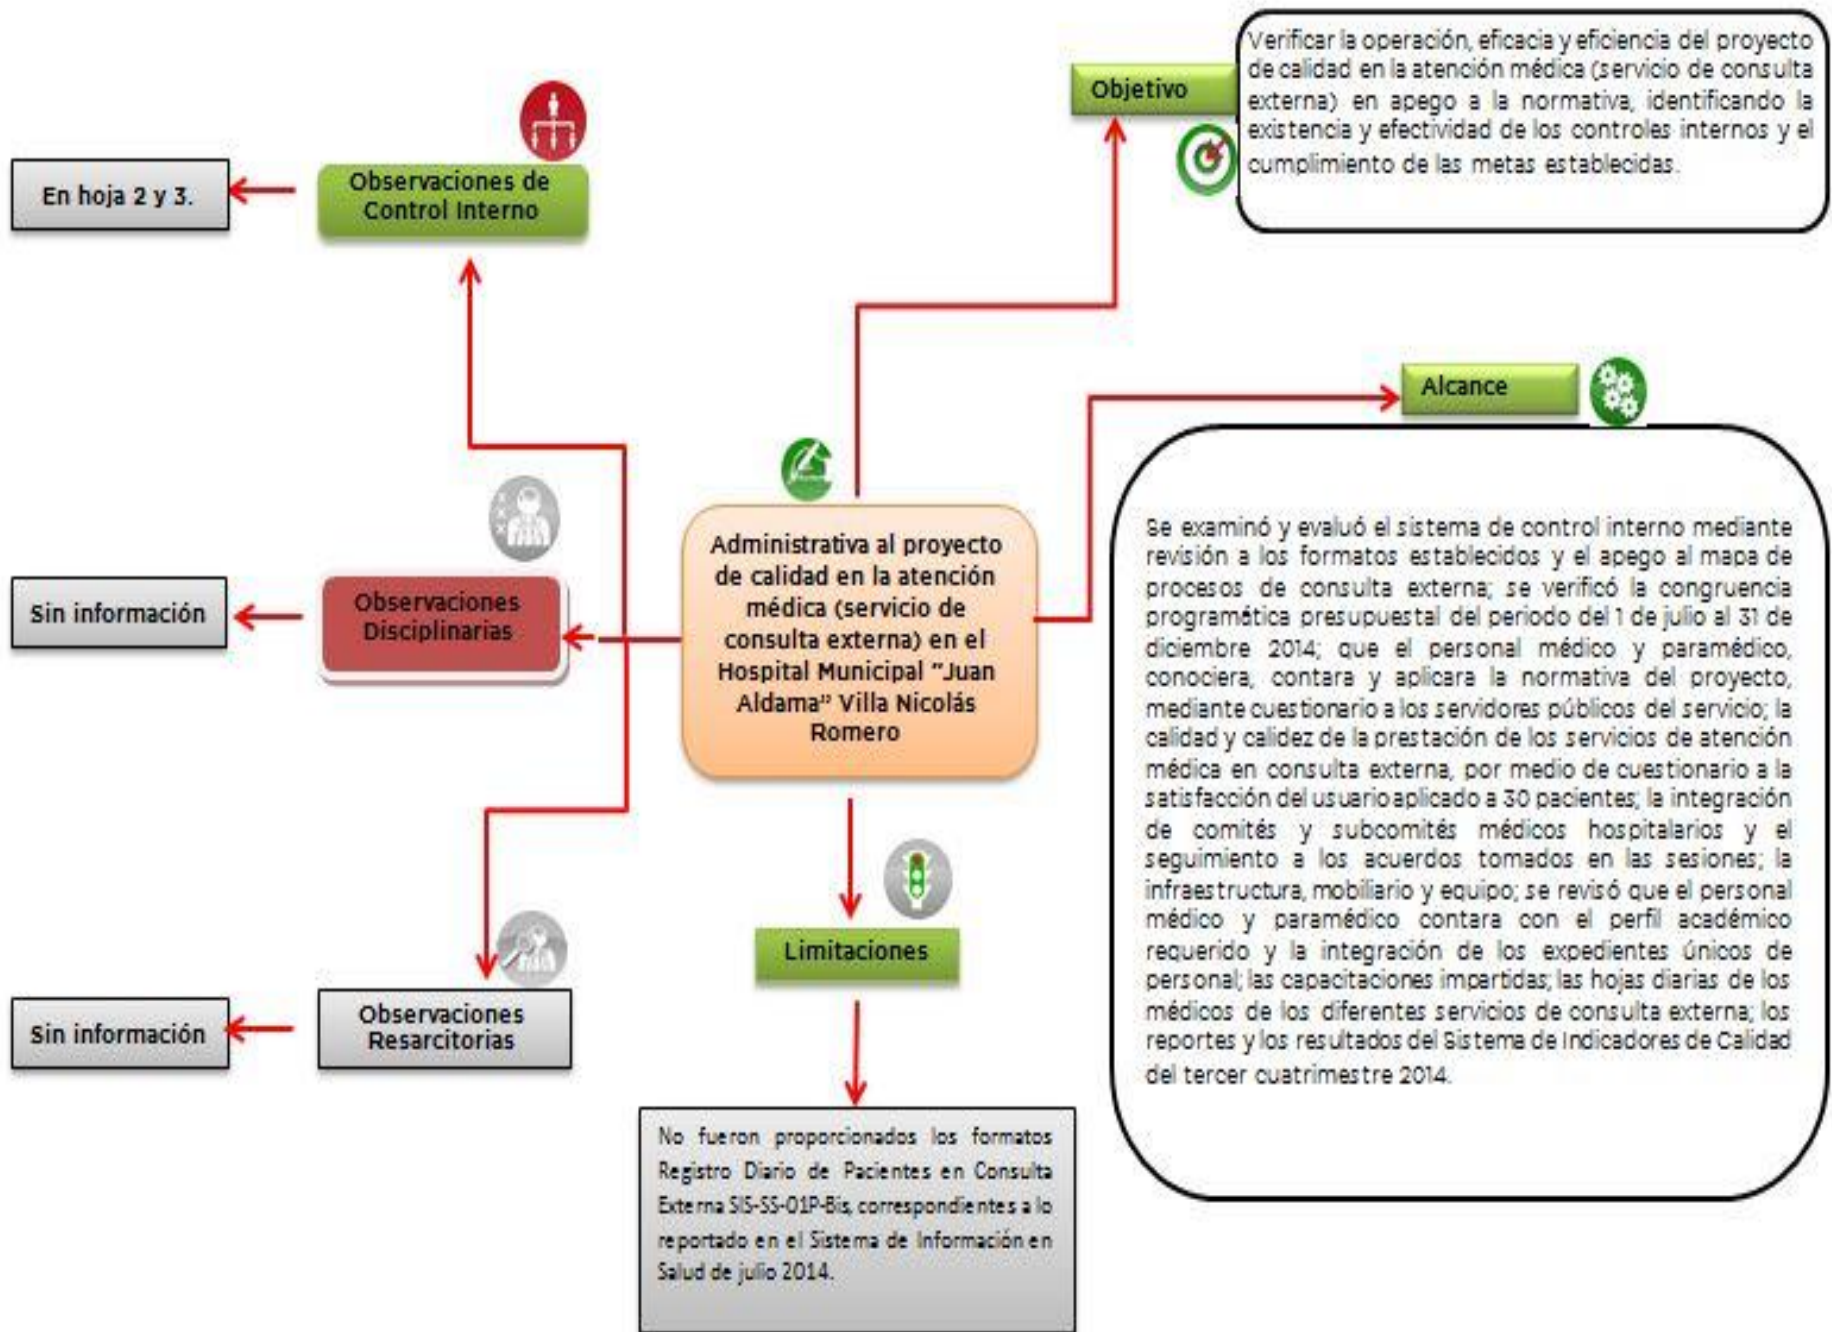 Objetivo
Verificar la operación, eficacia y eficiencia del proyecto
de calidad en la atención médica (servicio de consulta
externa) en apego a la normativa, identificando la
existencia y efectividad de los controles internos y el
cumplimiento de las metas establecidas.
Observaciones de
Control Interno
En hoja 2 y 3.
Alcance
Se examinó y evaluó el sistema de control interno mediante
revisión a los formatos establecidos y el apego al mapa de
procesos de consulta externa; se verificó la congruencia
programática presupuestal del periodo del 1 de julio al 31 de
diciembre 2014; que el personal médico y paramédico,
conociera, contara y aplicara la normativa del proyecto,
mediante cuestionario a los servidores públicos del servicio; la
calidad y calidez de la prestación de los servicios de atención
médica en consulta externa, por medio de cuestionario a la
satisfacción del usuario aplicado a 30 pacientes; la integración
de comités y subcomités médicos hospitalarios y el
seguimiento a los acuerdos tomados en las sesiones; la
infraestructura, mobiliario y equipo; se revisó que el personal
médico y paramédico contara con el perfil académico
requerido y la integración de los expedientes únicos de
personal; las capacitaciones impartidas; las hojas diarias de los
médicos de los diferentes servicios de consulta externa; los
reportes y los resultados del Sistema de Indicadores de Calidad
del tercer cuatrimestre 2014.
Administrativa al proyecto
de calidad en la atención
médica (servicio de
consulta externa) en el
Hospital Municipal "Juan
Aldama" Villa Nicolás
Romero
Observaciones
Disciplinarias
Sin información
Observaciones
Resarcitorias
Sin información
Limitaciones
No fueron proporcionados los formatos
Registro Diario de Pacientes en Consulta
Externa SIS-SS-01P-Bis, correspondientes a lo
reportado en el Sistema de Información en
Salud de julio 2014.